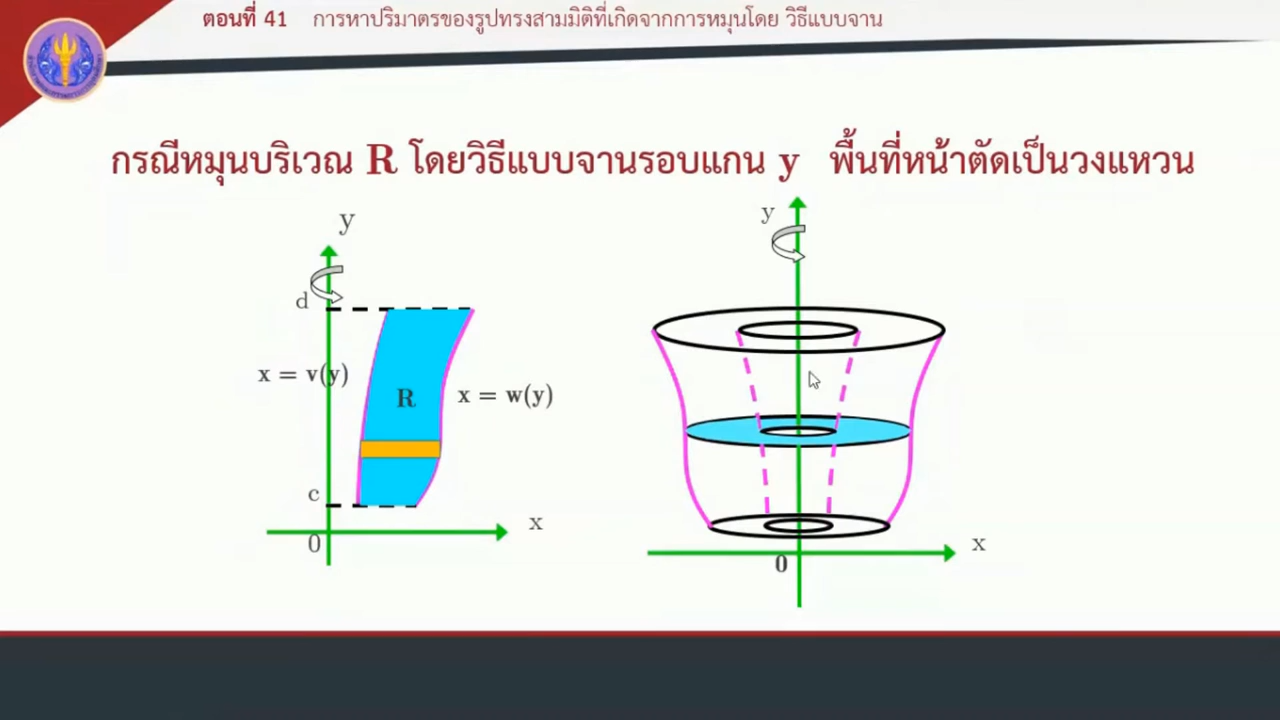 ตอนที่ 41 การหาปริมาตรของรูปทรงสามมิติที่เกิดจากการหมุนโดย วิธีแบบจาน
กรณีหมุนบริเวณ R โดยวิธีแบบจานรอบแกน y พื้นที่หน้าตัดเป็นวงแหวน
y
d
x = v(y)
R
x = w(y)
c
0
x
y
0
x